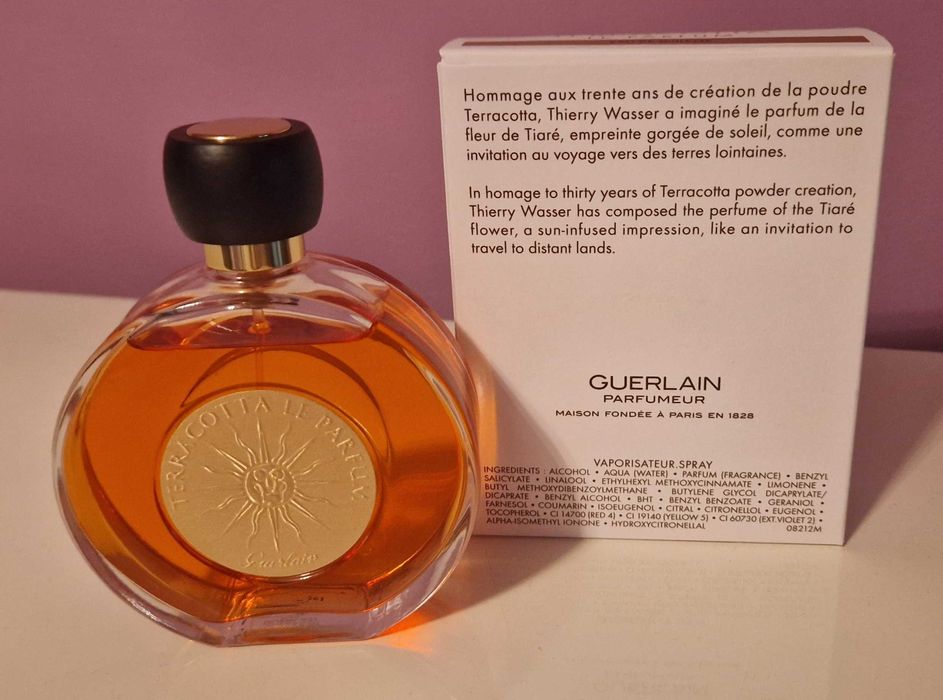 TERRACOTTA LE PARFUM
Guerlain
Hommage aux trente ans de création de la poudre
Terracotta, Thierry Wasser a imaginé le parfum de la
fleur de Tiaré, empreinte gorgée de soleil, comme une
invitation au voyage vers des terres lointaines.
In homage to thirty years of Terracotta powder creation,
Thierry Wasser has composed the perfume of the Tiaré
flower, a sun-infused impression, like an invitation to
travel to distant lands.
GUERLAIN
PARFUMEUR
MAISON FONDÉE À PARIS EN 1828
VAPORISATEUR.SPRAY
INGREDIENTS : ALCOHOL • AQUA (WATER) • PARFUM (FRAGRANCE) • BENZYL
SALICYLATE • LINALOOL • ETHYLHEXYL METHOXYCINNAMATE • LIMONENE •
BUTYL METHOXYDIBENZOYLMETHANE • BUTYLENE GLYCOL DICAPRYLATE/
DICAPRATE • BENZYL ALCOHOL • BHT • BENZYL BENZOATE • GERANIOL •
FARNESOL • COUMARIN • ISOEUGENOL • CITRAL • CITRONELLOL • EUGENOL •
TOCOPHEROL • CI 14700 (RED 4) • CI 19140 (YELLOW 5) • CI 60730 (EXT.VIOLET 2) •
ALPHA-ISOMETHYL IONONE • HYDROXYCITRONELLAL 08212M